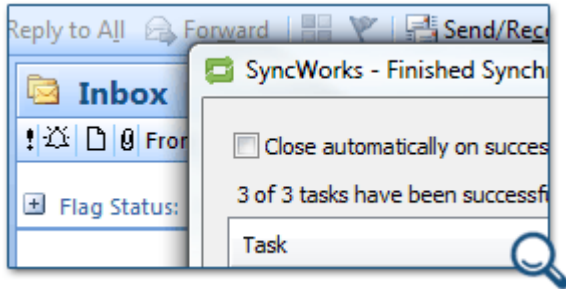 Reply to All Forward Send/Rec
Inbox
SyncWorks - Finished Synch
! From
Close automatically on succes
Flag Status:
3 of 3 tasks have been successf
Task